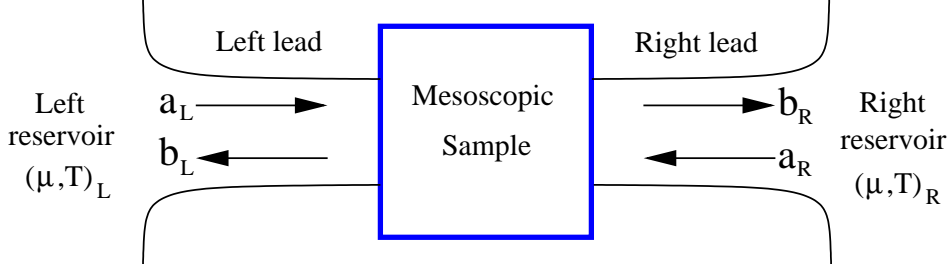 Left lead
Right lead
Left
reservoir
(μ,T)_L
a_L
b_L
Mesoscopic
Sample
b_R
a_R
Right
reservoir
(μ,T)_R